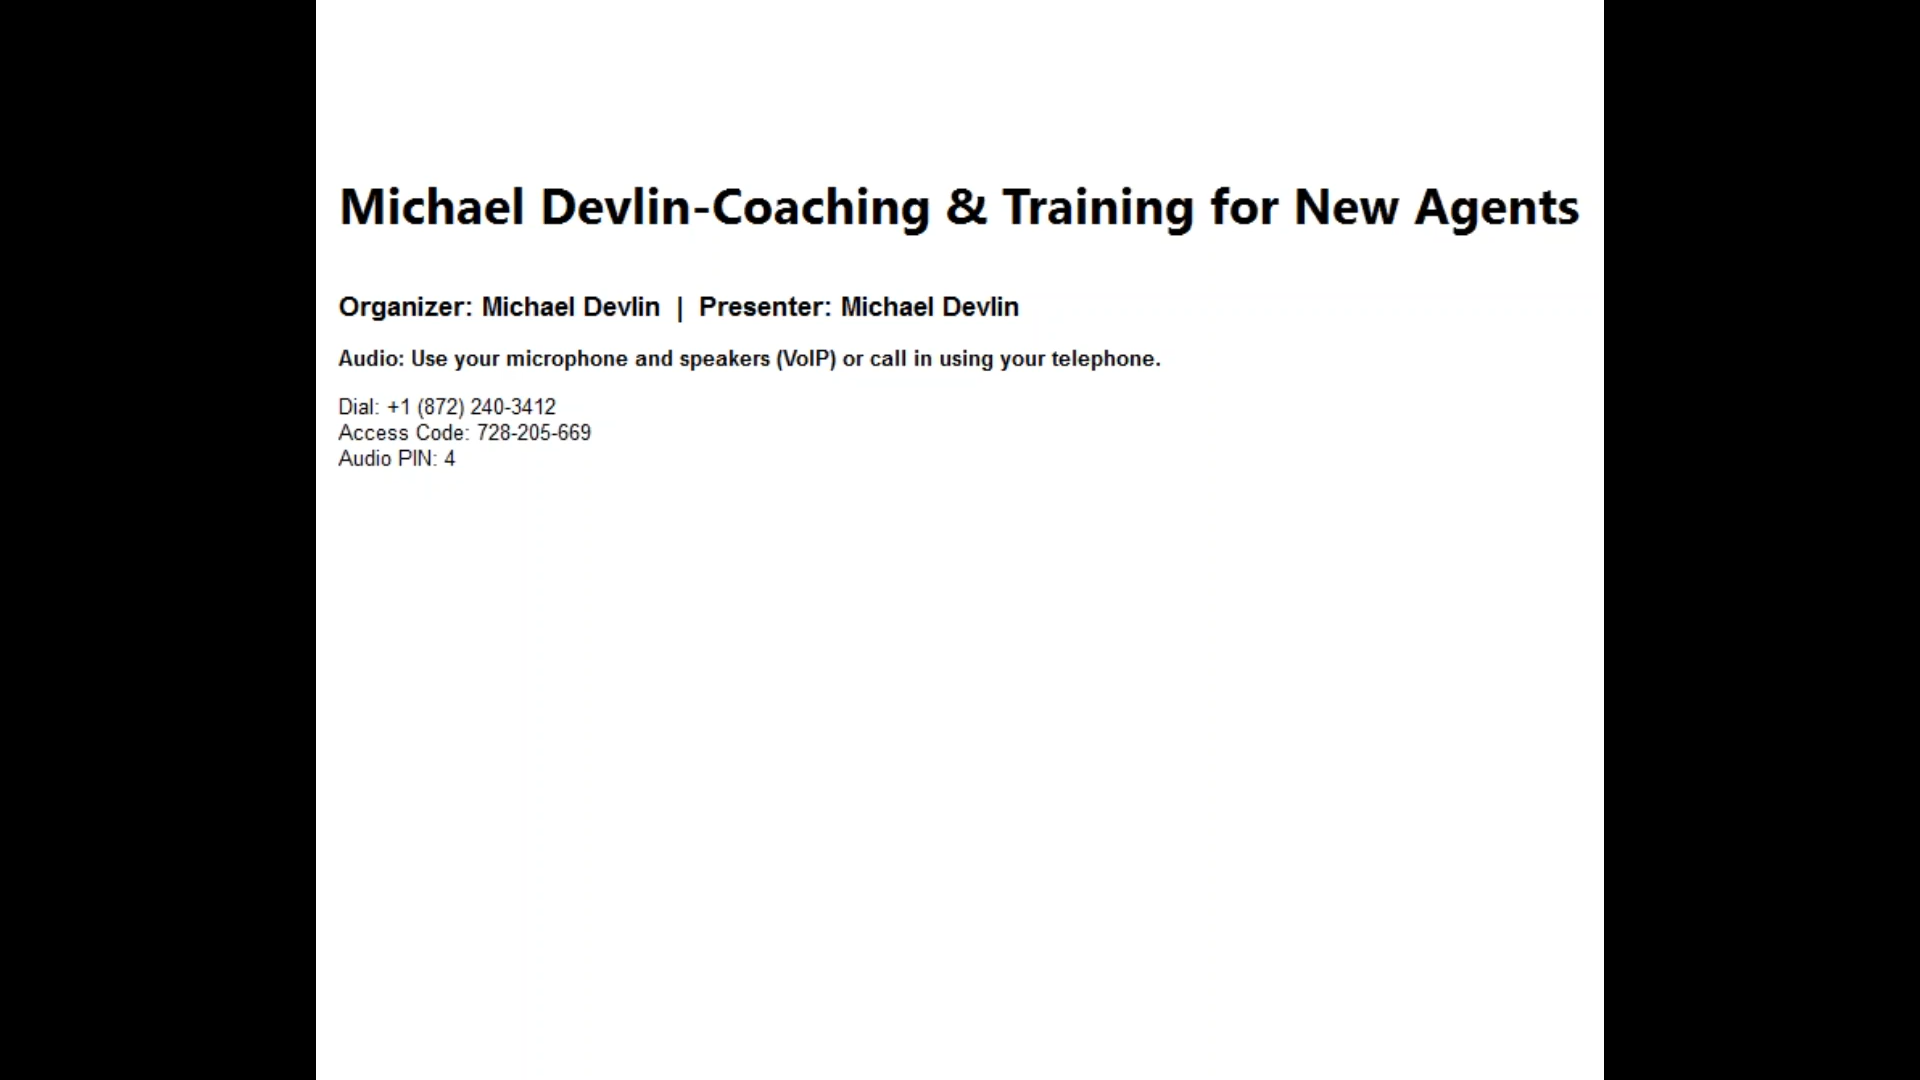 Michael Devlin-Coaching & Training for New Agents
Organizer: Michael Devlin | Presenter: Michael Devlin
Audio: Use your microphone and speakers (VoIP) or call in using your telephone.
Dial: +1 (872) 240-3412
Access Code: 728-205-669
Audio PIN: 4